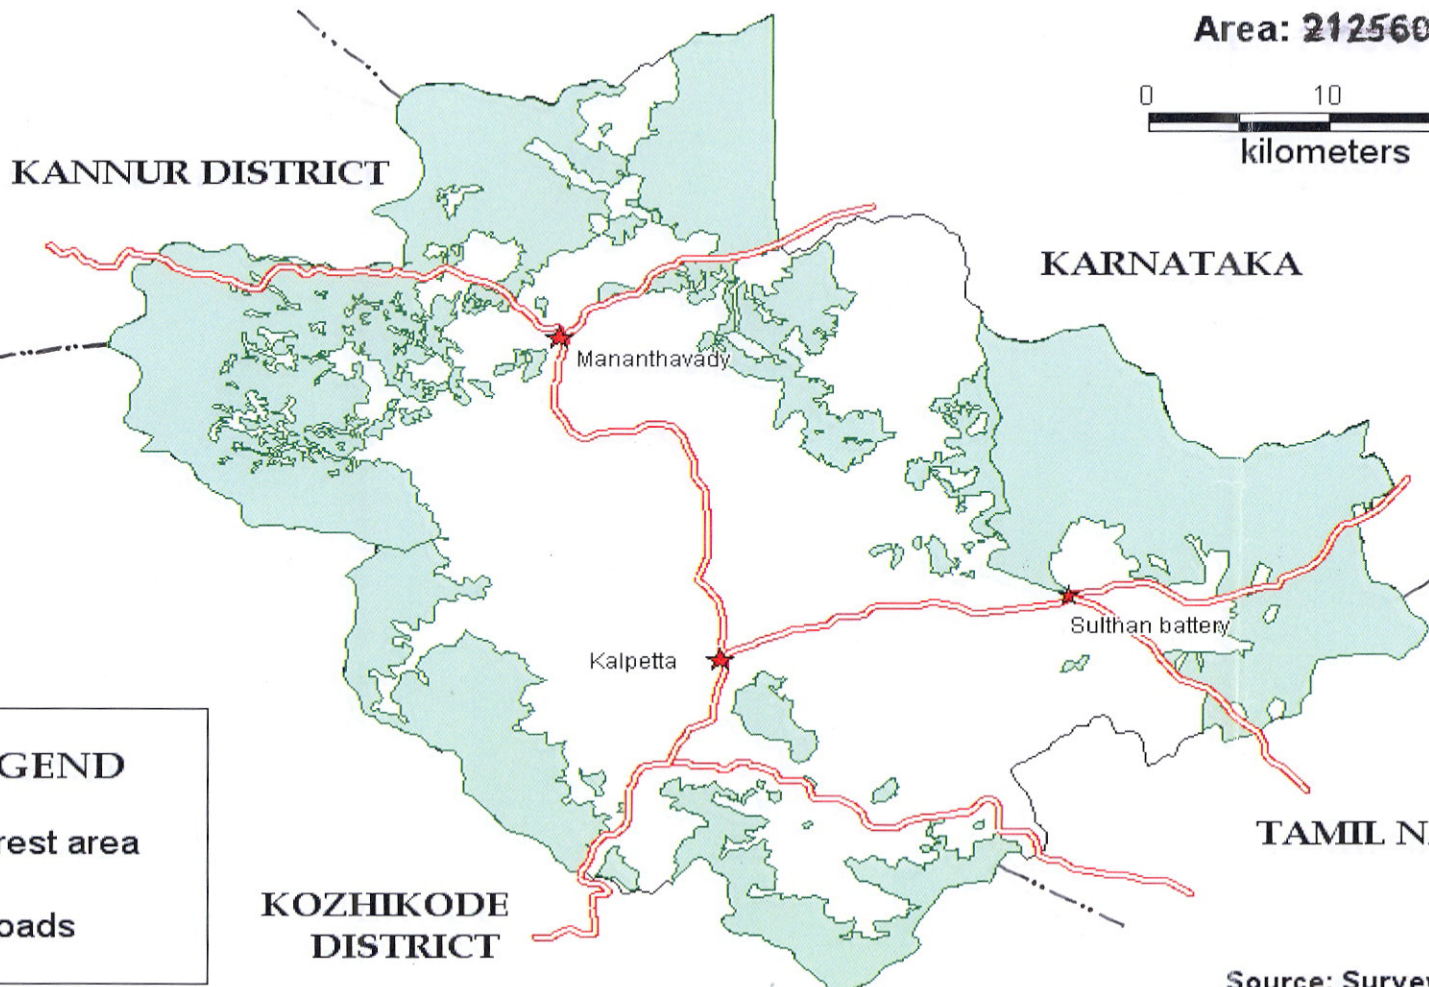 Area: 212560
0 10
kilometers
KANNUR DISTRICT
KARNATAKA
Mananthavady
Sulthan battery
Kalpetta
GEND
rest area
oads
TAMIL N
KOZHIKODE
DISTRICT
Source: Survey